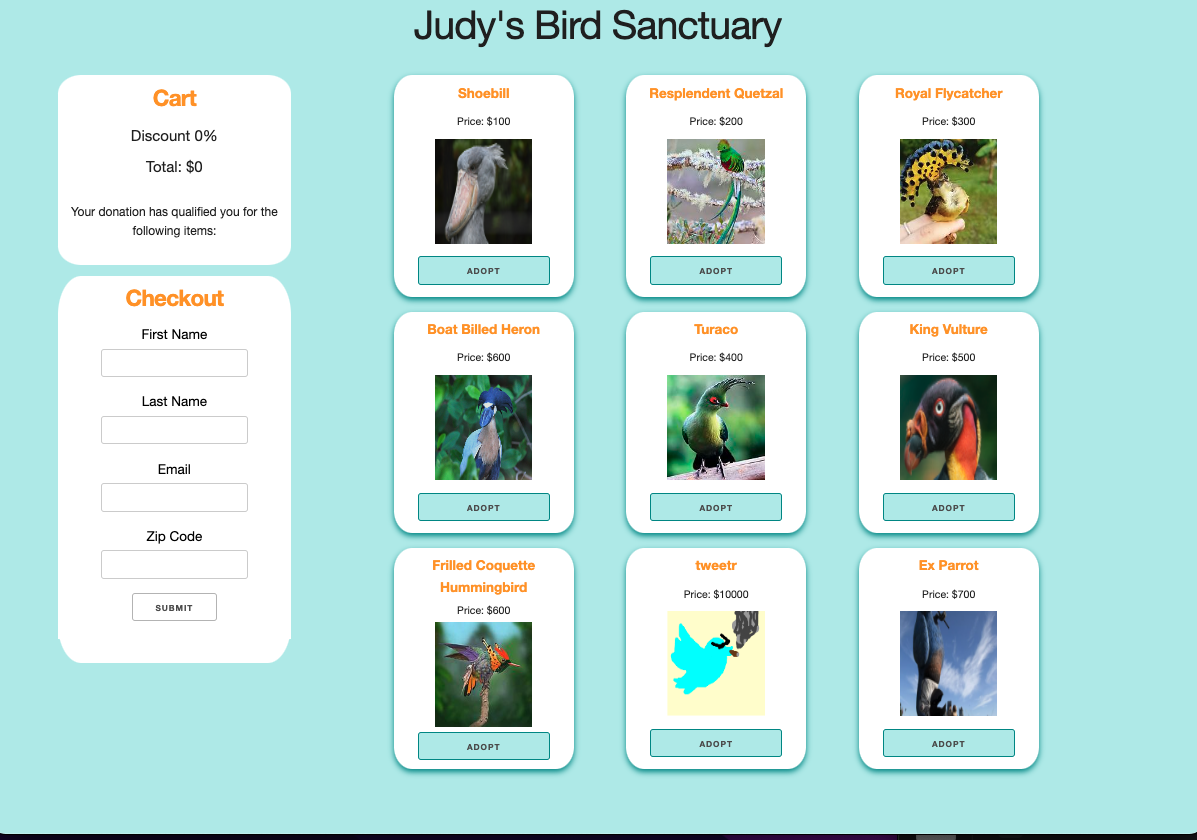 Judy's Bird Sanctuary
Cart
Discount 0%
Total: $0
Your donation has qualified you for the
following items:
Checkout
First Name
Last Name
Email
Zip Code
SUBMIT
Shoebill
Price: $100
ADOPT
Resplendent Quetzal
Price: $200
ADOPT
Royal Flycatcher
Price: $300
ADOPT
Boat Billed Heron
Price: $600
ADOPT
Turaco
Price: $400
ADOPT
King Vulture
Price: $500
ADOPT
Frilled Coquette
Hummingbird
Price: $600
ADOPT
tweetr
Price: $10000
ADOPT
Ex Parrot
Price: $700
ADOPT